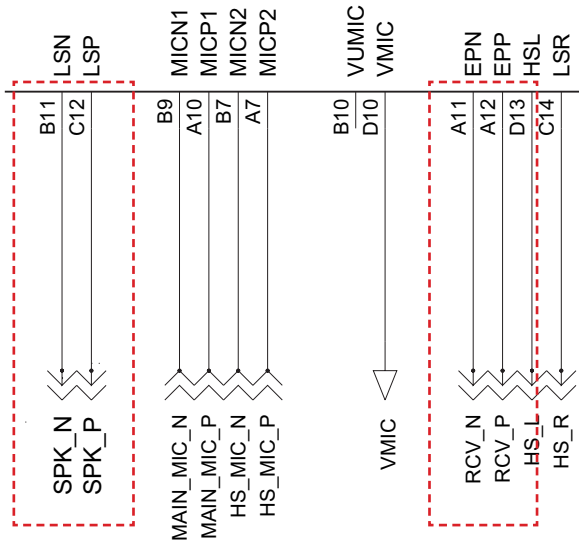 LSN
LSP
MICN1
MICP1
MICN2
MICP2
VUMIC
VMIC
EPN
EPP
HSL
LSR
B11
C12
B9
A10
B7
A7
B10
D10
A11
A12
D13
C14
SPK_N
SPK_P
MAIN_MIC_N
MAIN_MIC_P
HS_MIC_N
HS_MIC_P
VMIC
RCV_N
RCV_P
HS_L
HS_R